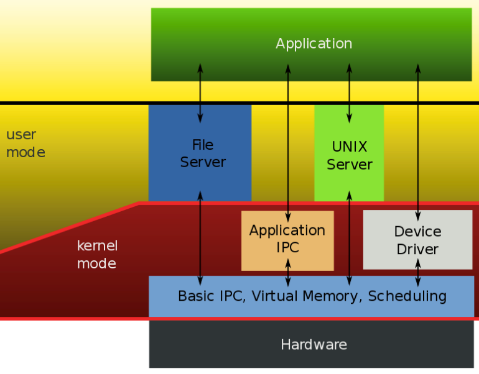 Application
user
mode
File
Server
UNIX
Server
kernel
mode
Application
IPC
Device
Driver
Basic IPC, Virtual Memory, Scheduling
Hardware